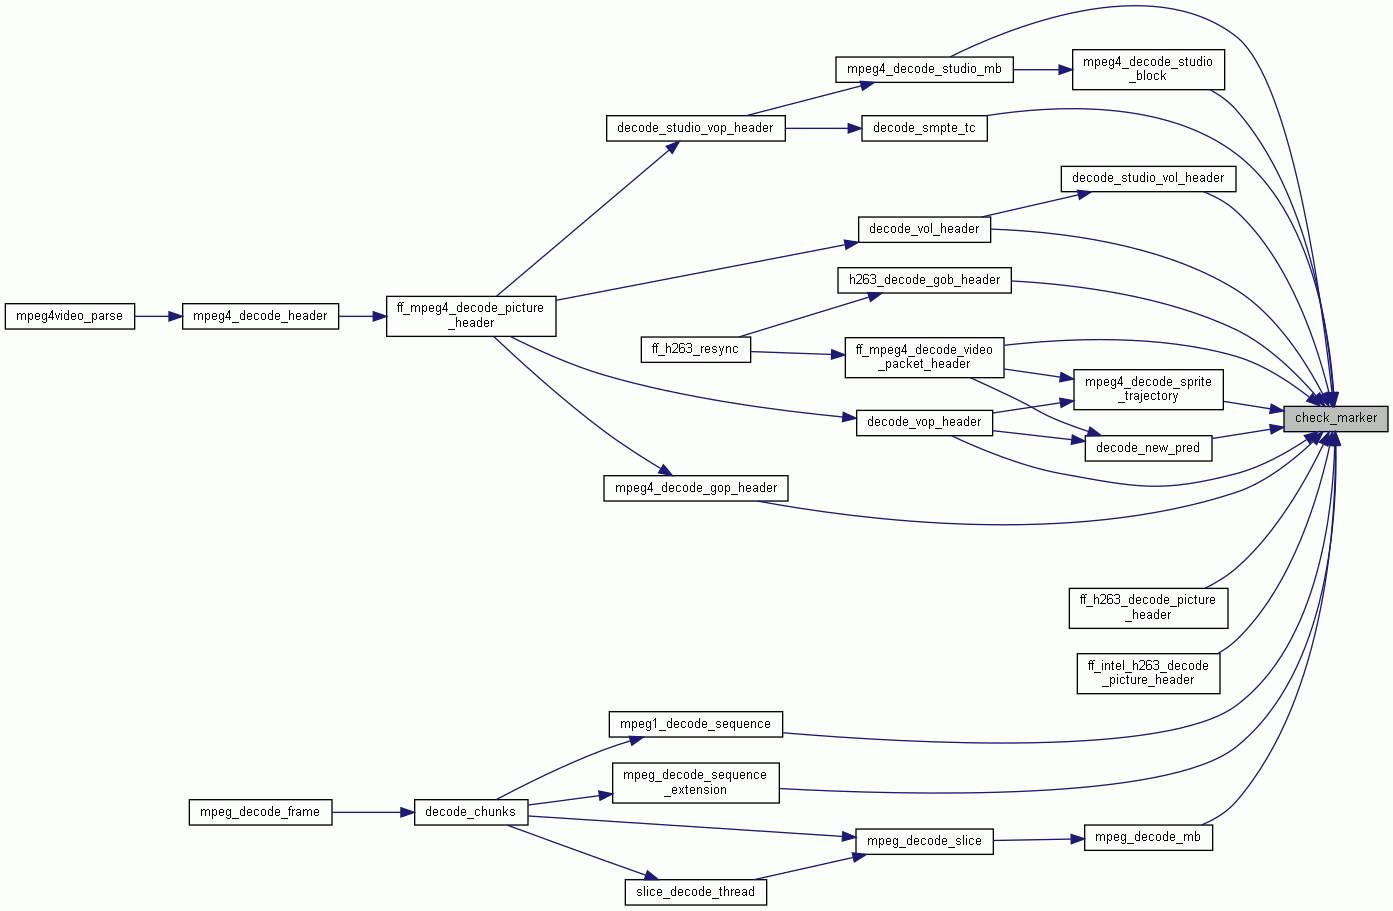 mpeg4_decode_studio_mb
mpeg4_decode_studio
_block
decode_studio_vop_header
decode_smpte_tc
decode_studio_vol_header
decode_vol_header
h263_decode_gob_header
mpeg4video_parse
mpeg4_decode_header
ff_mpeg4_decode_picture
_header
ff_h263_resync
ff_mpeg4_decode_video
_packet_header
mpeg4_decode_sprite
_trajectory
check_marker
decode_vop_header
decode_new_pred
mpeg4_decode_gop_header
ff_h263_decode_picture
_header
ff_intel_h263_decode
_picture_header
mpeg1_decode_sequence
mpeg_decode_sequence
_extension
mpeg_decode_frame
decode_chunks
mpeg_decode_slice
mpeg_decode_mb
slice_decode_thread